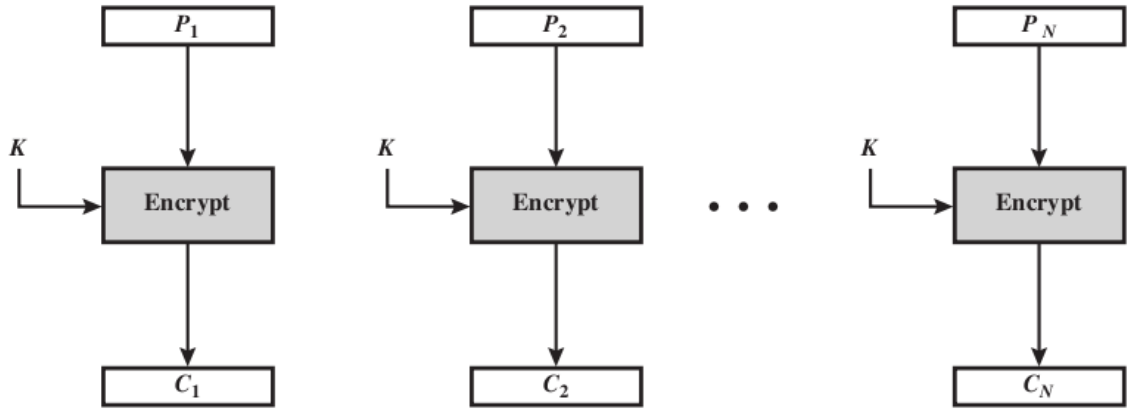 P1 P2 PN
K K K
Encrypt Encrypt • • • Encrypt
C1 C2 CN